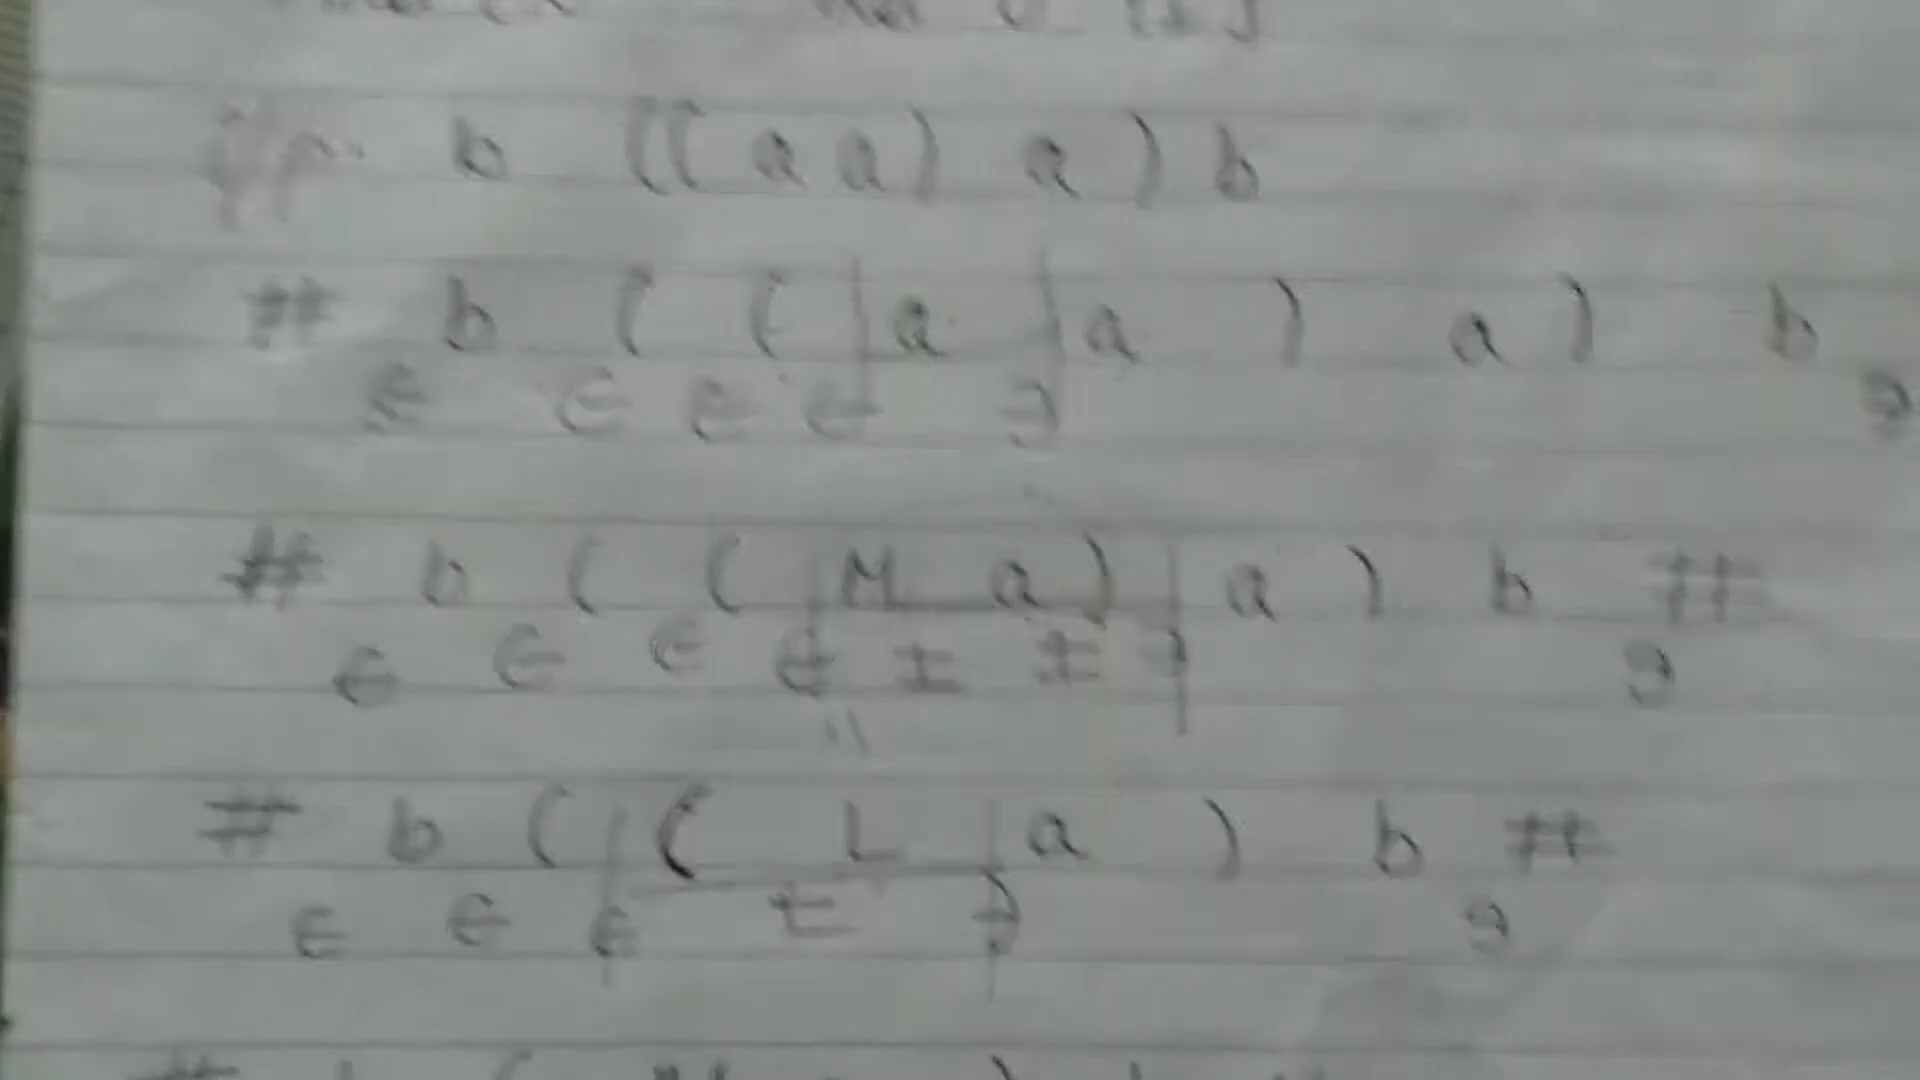 b ((aa) a) b
# b ( ( | a | a ) a ) b
⋲ ⋲ ⋲ ⋲ ∍ ∍
# b ( ( | M a ) | a ) b #
⋲ ⋲ ⋲ ⋲ ± ± ∍ ∍
"
# b ( | ( L | a ) b #
⋲ ⋲ ⋲ ± ∍ ∍